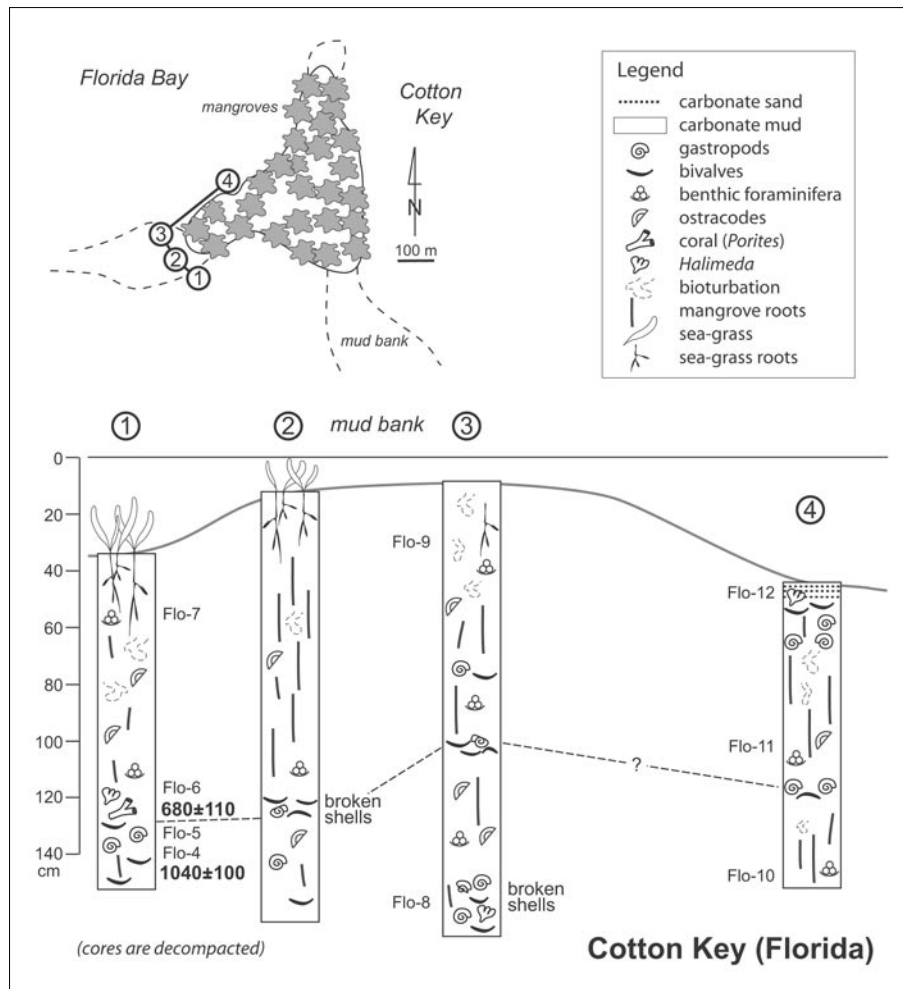 Florida Bay
mangroves
Cotton
Key
N
100 m
mud bank
4
3
2
1
Legend
carbonate sand
carbonate mud
gastropods
bivalves
benthic foraminifera
ostracodes
coral (Porites)
Halimeda
bioturbation
mangrove roots
sea-grass
sea-grass roots
1
2
mud bank
3
4
0
20
40
60
80
100
120
140
cm
Flo-7
Flo-6
680±110
Flo-5
Flo-4
1040±100
broken
shells
Flo-9
Flo-8
broken
shells
?
Flo-12
Flo-11
Flo-10
(cores are decompacted)
Cotton Key (Florida)